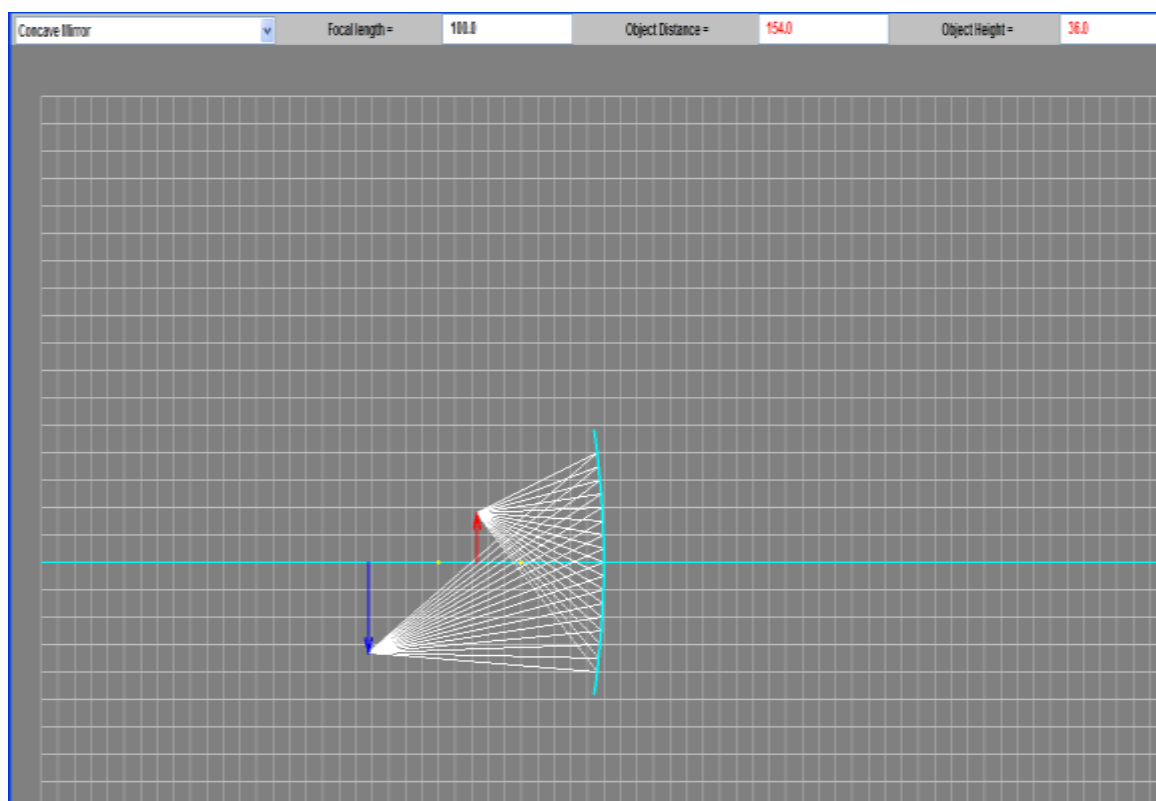 Concave Mirror Focal length = 100.0 Object Distance = 154.0 Object Height = 36.0